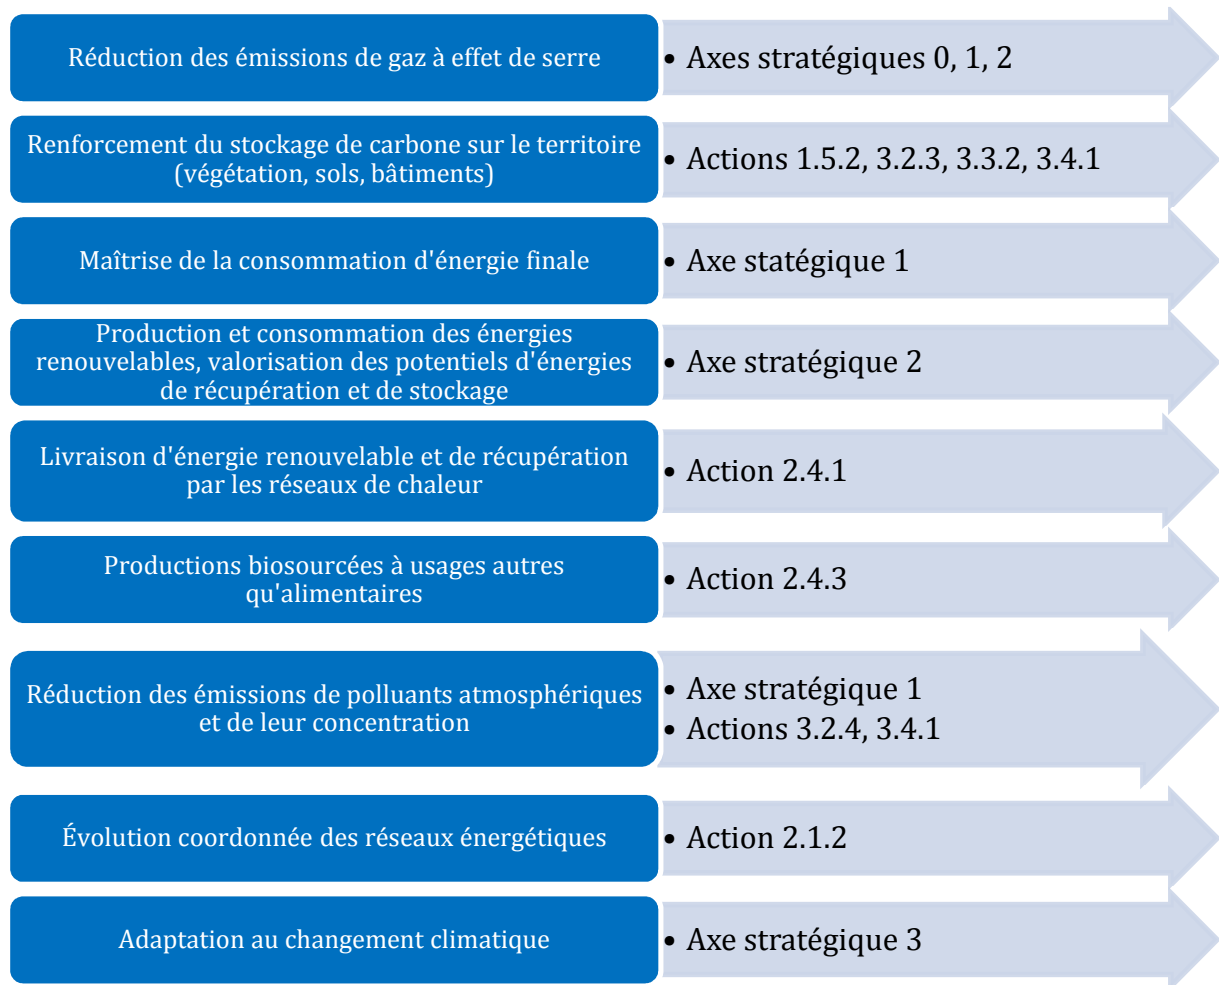 Réduction des émissions de gaz à effet de serre
• Axes stratégiques 0, 1, 2
Renforcement du stockage de carbone sur le territoire
(végétation, sols, bâtiments)
• Actions 1.5.2, 3.2.3, 3.3.2, 3.4.1
Maîtrise de la consommation d'énergie finale
• Axe statégique 1
Production et consommation des énergies
renouvelables, valorisation des potentiels d'énergies
de récupération et de stockage
• Axe stratégique 2
Livraison d'énergie renouvelable et de récupération
par les réseaux de chaleur
• Action 2.4.1
Productions biosourcées à usages autres
qu'alimentaires
• Action 2.4.3
Réduction des émissions de polluants atmosphériques
et de leur concentration
• Axe stratégique 1
• Actions 3.2.4, 3.4.1
Évolution coordonnée des réseaux énergétiques
• Action 2.1.2
Adaptation au changement climatique
• Axe stratégique 3